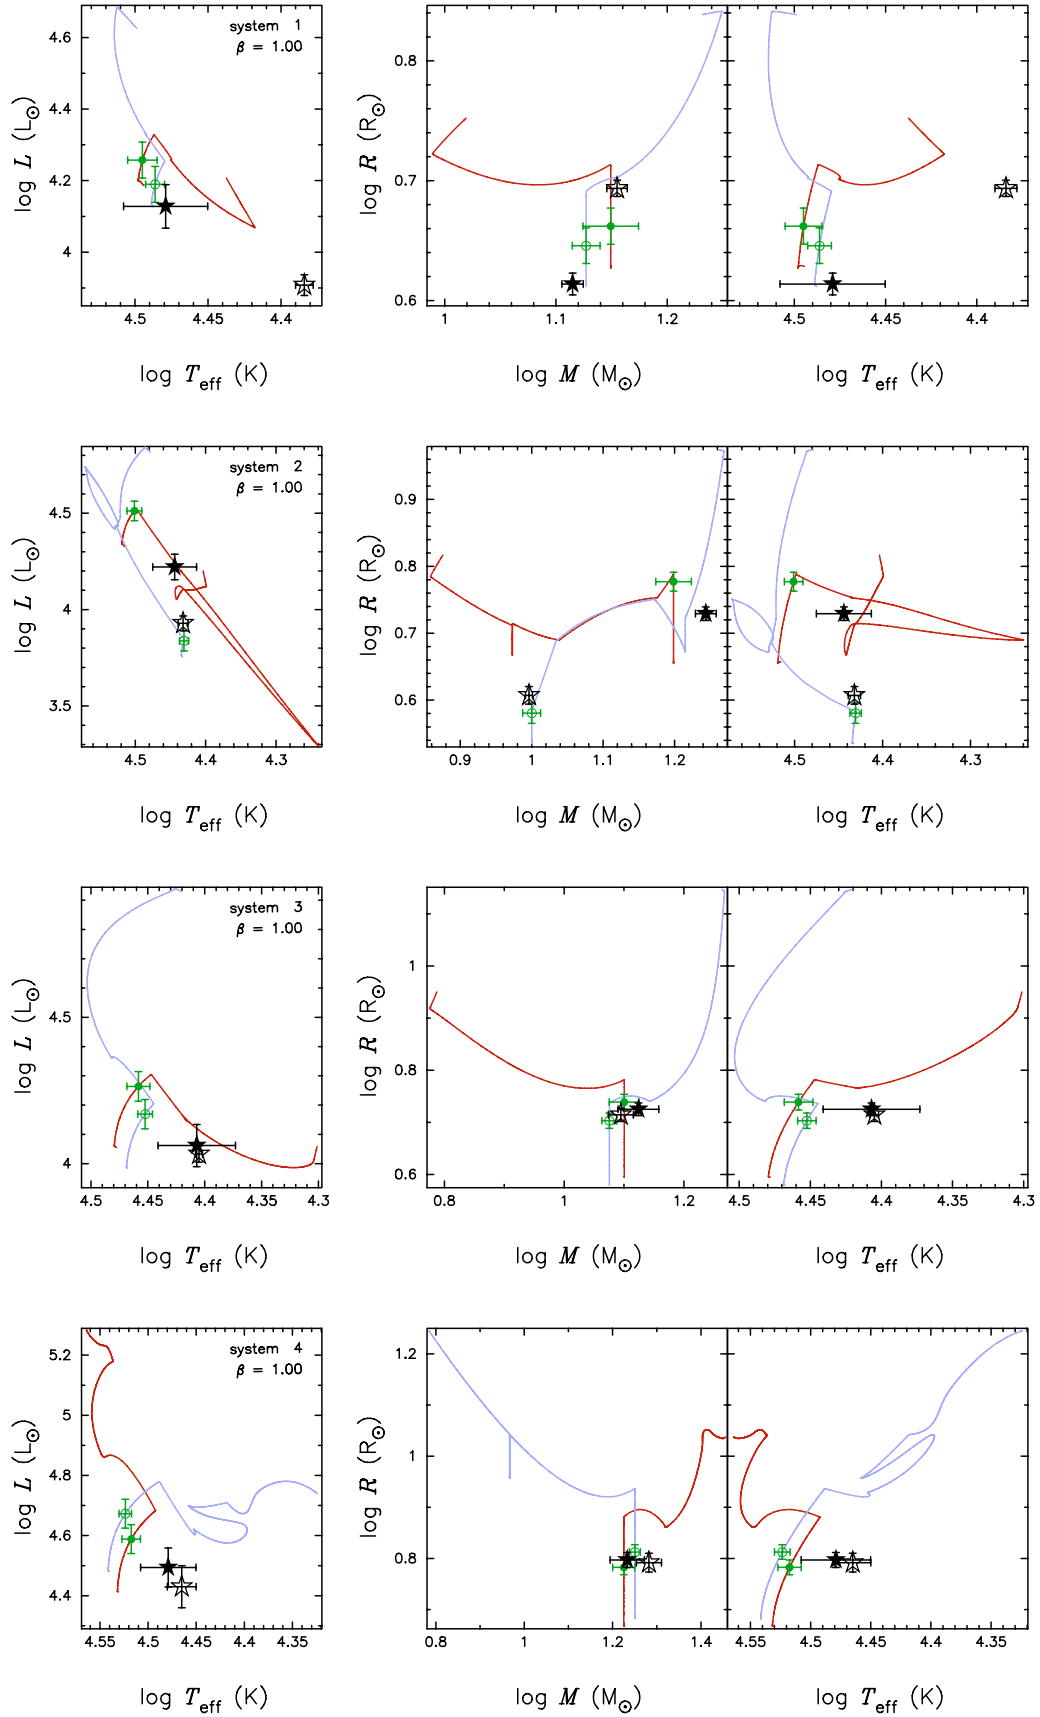 system 1
β = 1.00
log L (L⊙)
4.6
4.4
4.2
4
4.5
4.45
4.4
log T_eff (K)
log R (R⊙)
0.8
0.7
0.6
1
1.1
1.2
log M (M⊙)
4.5
4.45
4.4
log T_eff (K)
system 2
β = 1.00
log L (L⊙)
4.5
4
3.5
4.5
4.4
4.3
log T_eff (K)
log R (R⊙)
0.9
0.8
0.7
0.6
0.9
1
1.1
1.2
log M (M⊙)
4.5
4.4
4.3
log T_eff (K)
system 3
β = 1.00
log L (L⊙)
4.5
4
4.5
4.45
4.4
4.35
4.3
log T_eff (K)
log R (R⊙)
1
0.8
0.6
0.8
1
1.2
log M (M⊙)
4.5
4.45
4.4
4.35
4.3
log T_eff (K)
system 4
β = 1.00
log L (L⊙)
5.2
5
4.8
4.6
4.4
4.55
4.5
4.45
4.4
4.35
log T_eff (K)
log R (R⊙)
1.2
1
0.8
0.8
1
1.2
1.4
log M (M⊙)
4.55
4.5
4.45
4.4
4.35
log T_eff (K)